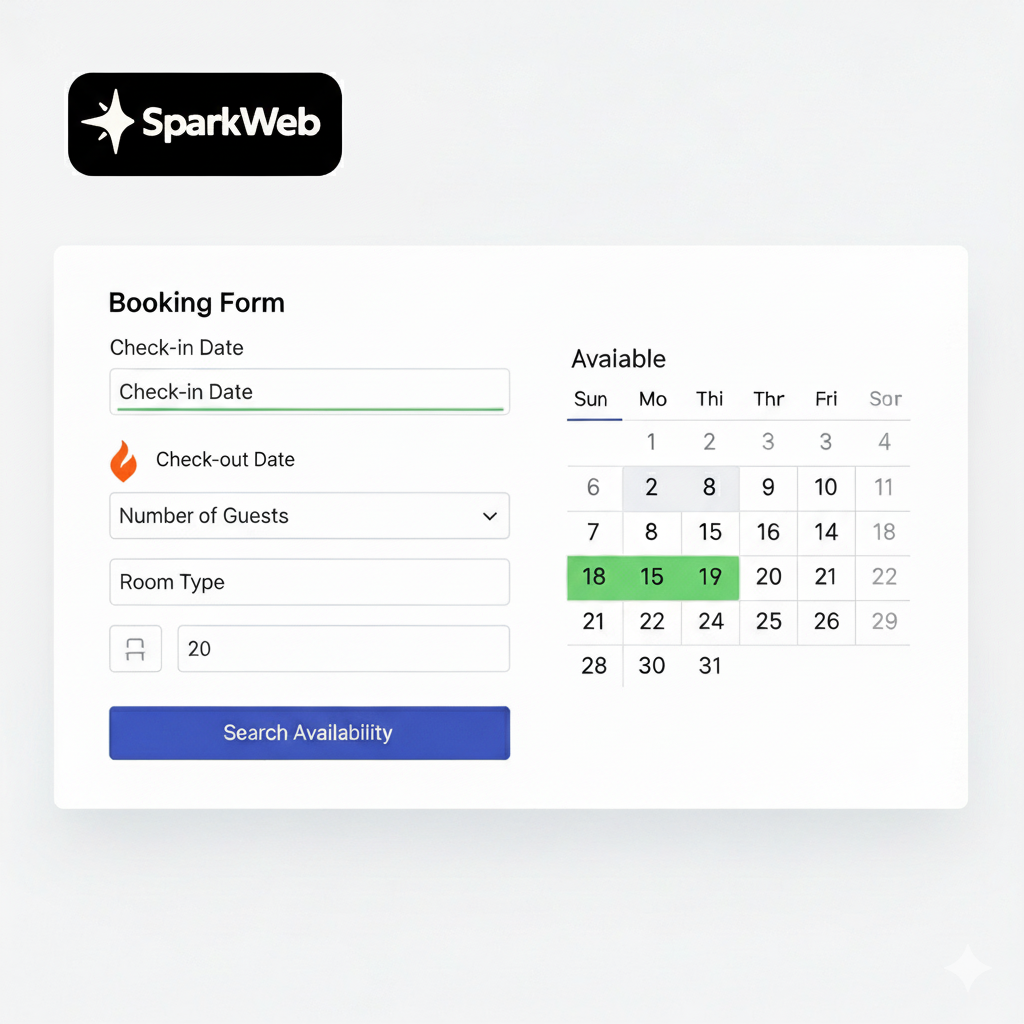 SparkWeb
Booking Form
Check-in Date
Check-in Date
Check-out Date
Number of Guests
Room Type
20
Search Availability
Avaiable
Sun Mo Thi Thr Fri Sor
1 2 3 3 4
6 2 8 9 10 11
7 8 15 16 14 18
18 15 19 20 21 22
21 22 24 25 26 29
28 30 31